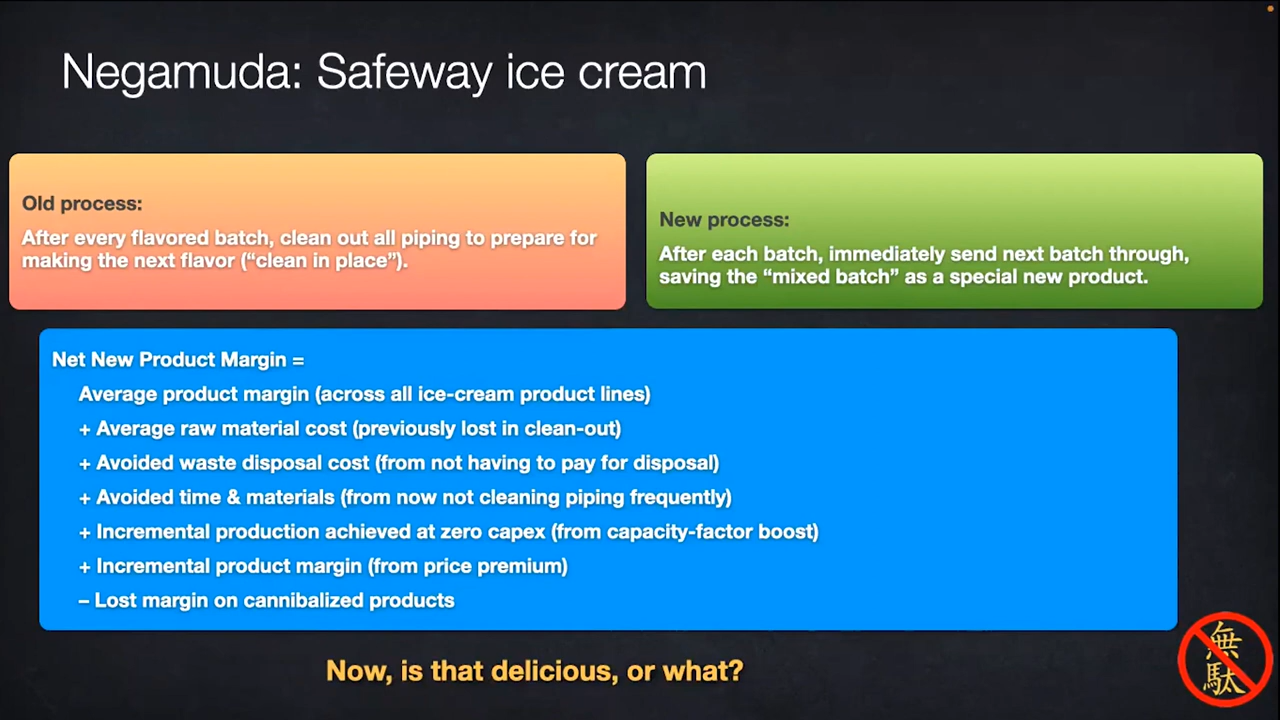 Negamuda: Safeway ice cream
Old process:
After every flavored batch, clean out all piping to prepare for
making the next flavor (“clean in place”).
New process:
After each batch, immediately send next batch through,
saving the “mixed batch” as a special new product.
Net New Product Margin =
Average product margin (across all ice-cream product lines)
+ Average raw material cost (previously lost in clean-out)
+ Avoided waste disposal cost (from not having to pay for disposal)
+ Avoided time & materials (from now not cleaning piping frequently)
+ Incremental production achieved at zero capex (from capacity-factor boost)
+ Incremental product margin (from price premium)
– Lost margin on cannibalized products
Now, is that delicious, or what?
無
駄